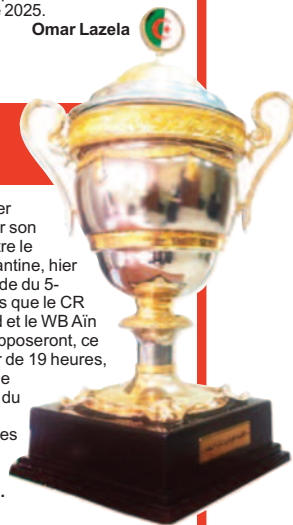 2025.
Omar Lazela
er
r son
tre le
antine, hier
de du 5-
s que le CR
d et le WB Aïn
pposeront, ce
r de 19 heures,
e
du
es
.